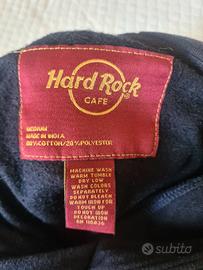 Hard Rock
CAFE
MEDIUM
MADE IN INDIA
80%COTTON/20%POLYESTER
MACHINE WASH
WARM TUMBLE
DRY LOW
WASH COLORS
SEPARATELY
DO NOT BLEACH
DO NOT IRON
DECORATION
WARM IRON FOR
TOUCH UP
subito